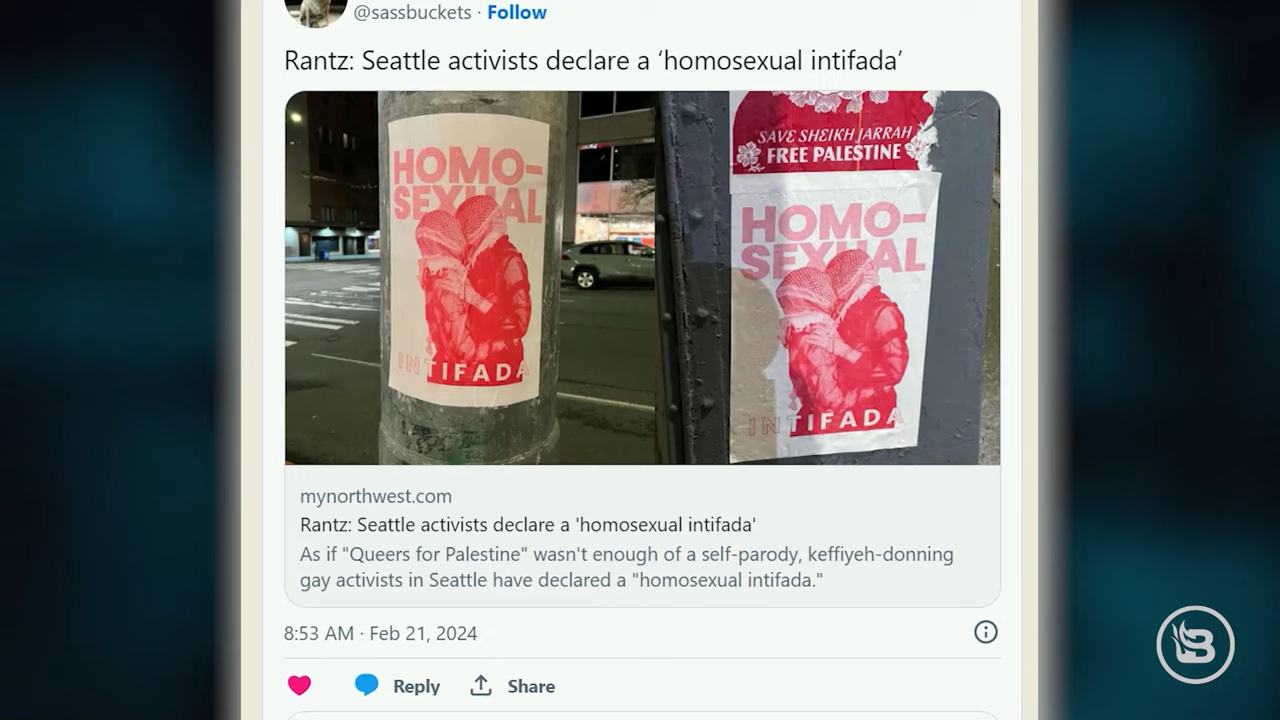 @sassbuckets · Follow
Rantz: Seattle activists declare a ‘homosexual intifada’
HOMO-
SEXUAL
INTIFADA
SAVE SHEIKH JARRAH
FREE PALESTINE
HOMO-
SEXUAL
INTIFADA
mynorthwest.com
Rantz: Seattle activists declare a 'homosexual intifada'
As if "Queers for Palestine" wasn't enough of a self-parody, keffiyeh-donning
gay activists in Seattle have declared a "homosexual intifada."
8:53 AM · Feb 21, 2024
Reply
Share
B